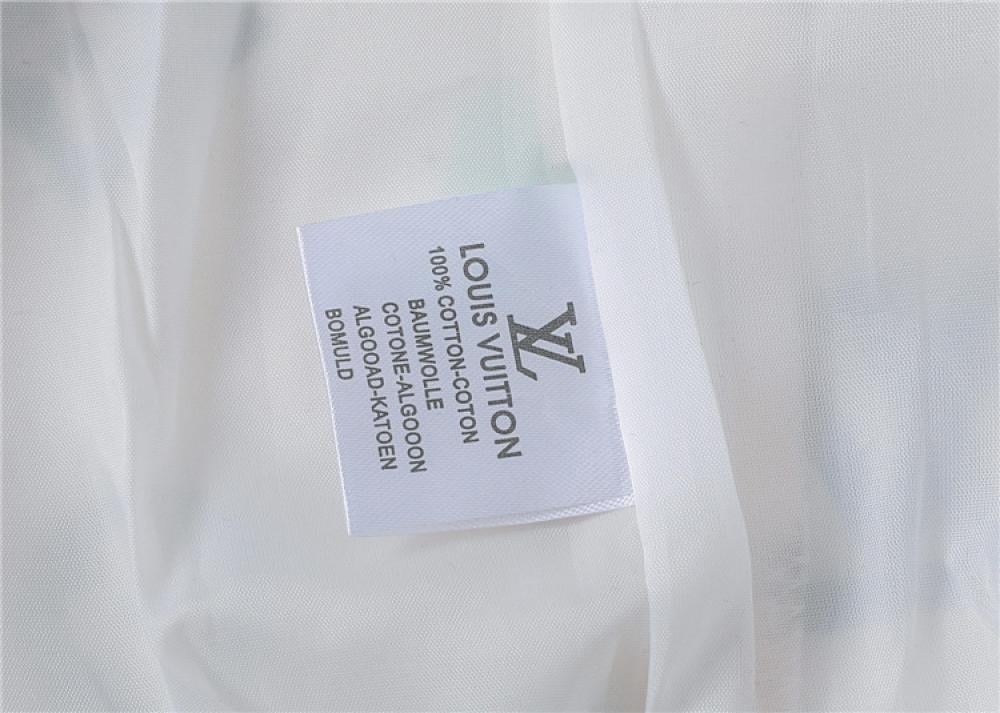 LV
LOUIS VUITTON
100% COTTON-COTON
BAUMWOLLE
COTONE-ALGOOON
ALGOOAD-KATOEN
BOMULD